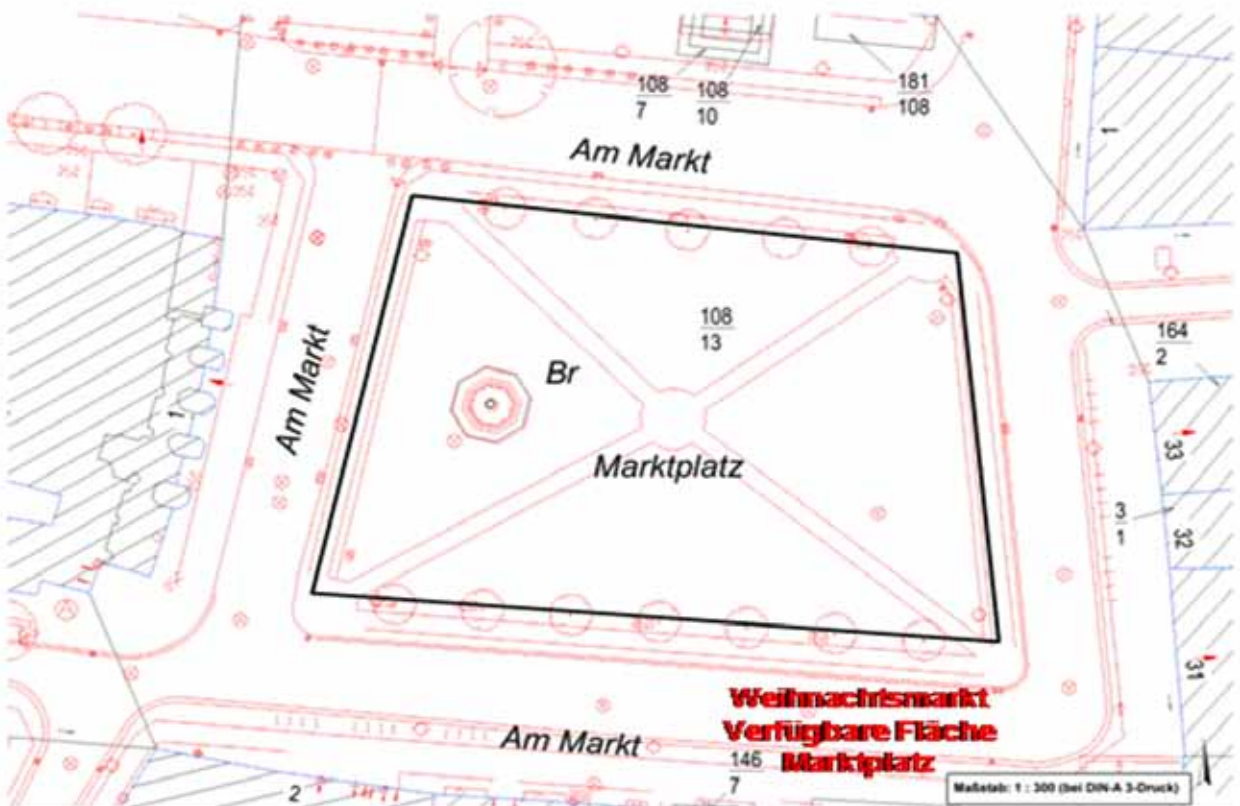 108
7
108
10
181
108
Am Markt
1
108
13
164
2
Am Markt
Br
1
Marktplatz
33
3
1
32
31
Weihnachtsmarkt
Verfügbare Fläche
Marktplatz
Am Markt
146
7
2
Maßstab: 1 : 300 (bei DIN-A 3-Druck)